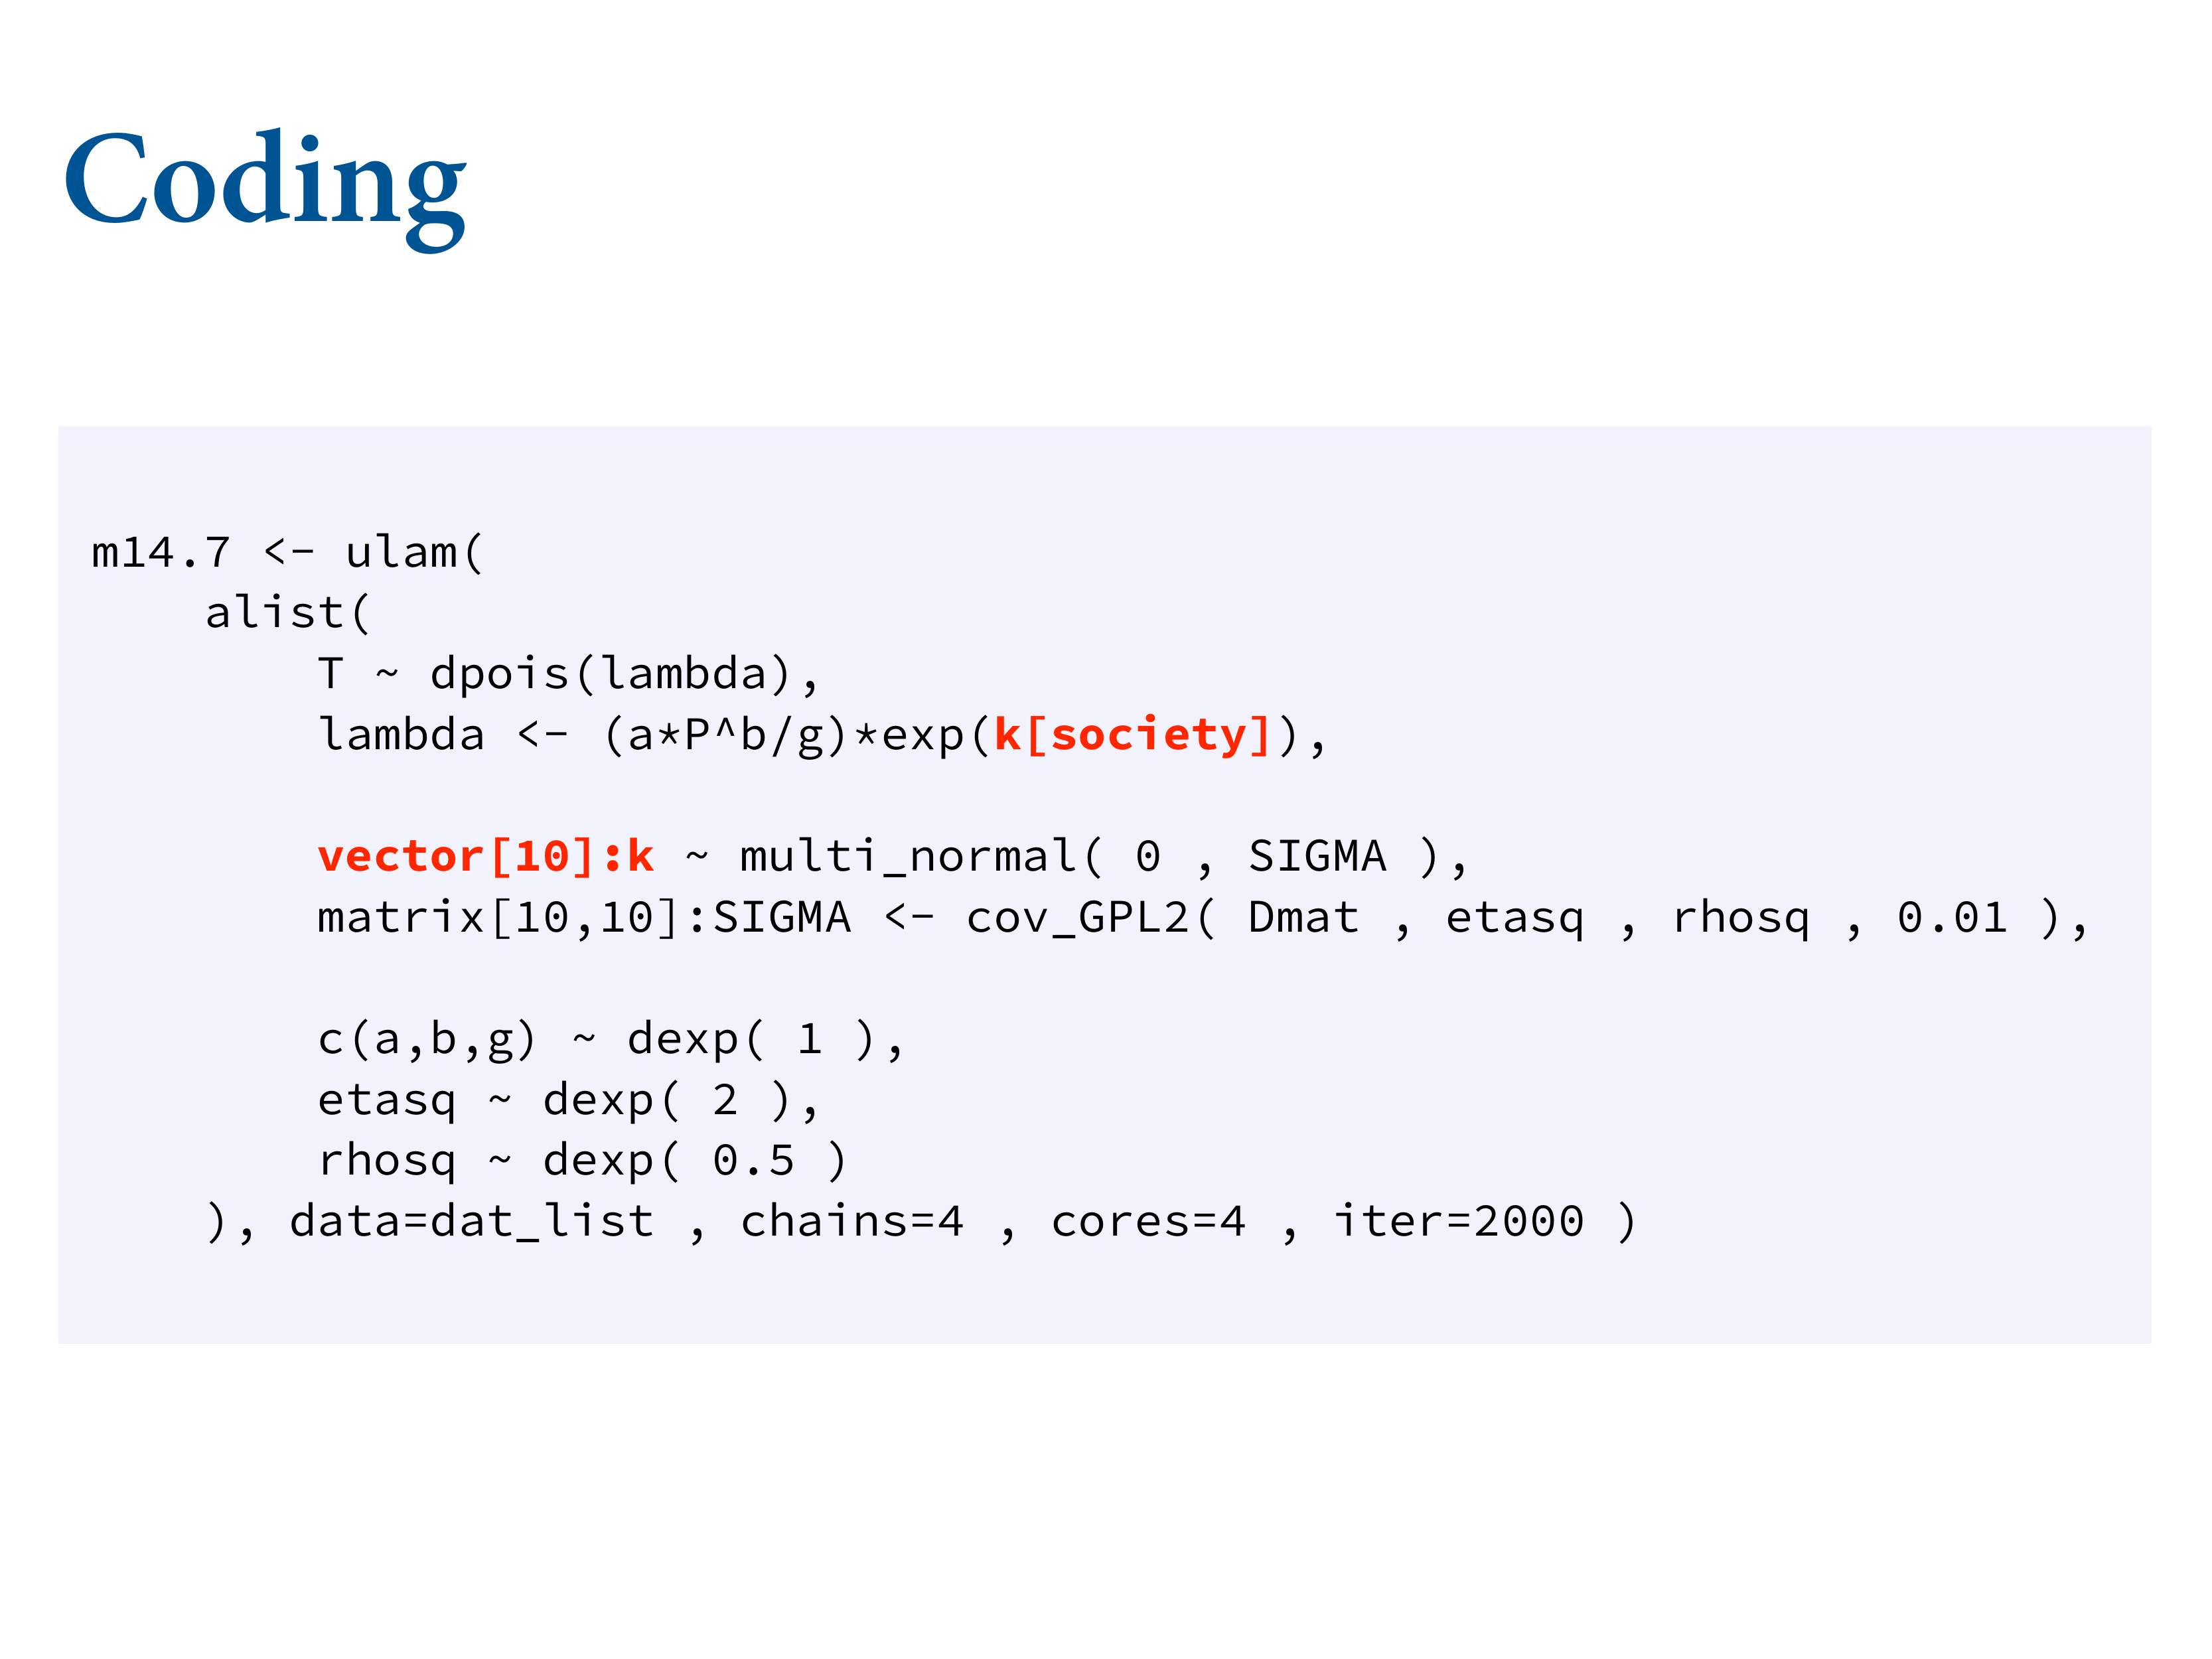 Coding
m14.7 <- ulam(
alist(
T ~ dpois(lambda),
lambda <- (a*P^b/g)*exp(k[society]),
vector[10]:k ~ multi_normal( 0 , SIGMA ),
matrix[10,10]:SIGMA <- cov_GPL2( Dmat , etasq , rhosq , 0.01 ),
c(a,b,g) ~ dexp( 1 ),
etasq ~ dexp( 2 ),
rhosq ~ dexp( 0.5 )
), data=dat_list , chains=4 , cores=4 , iter=2000 )